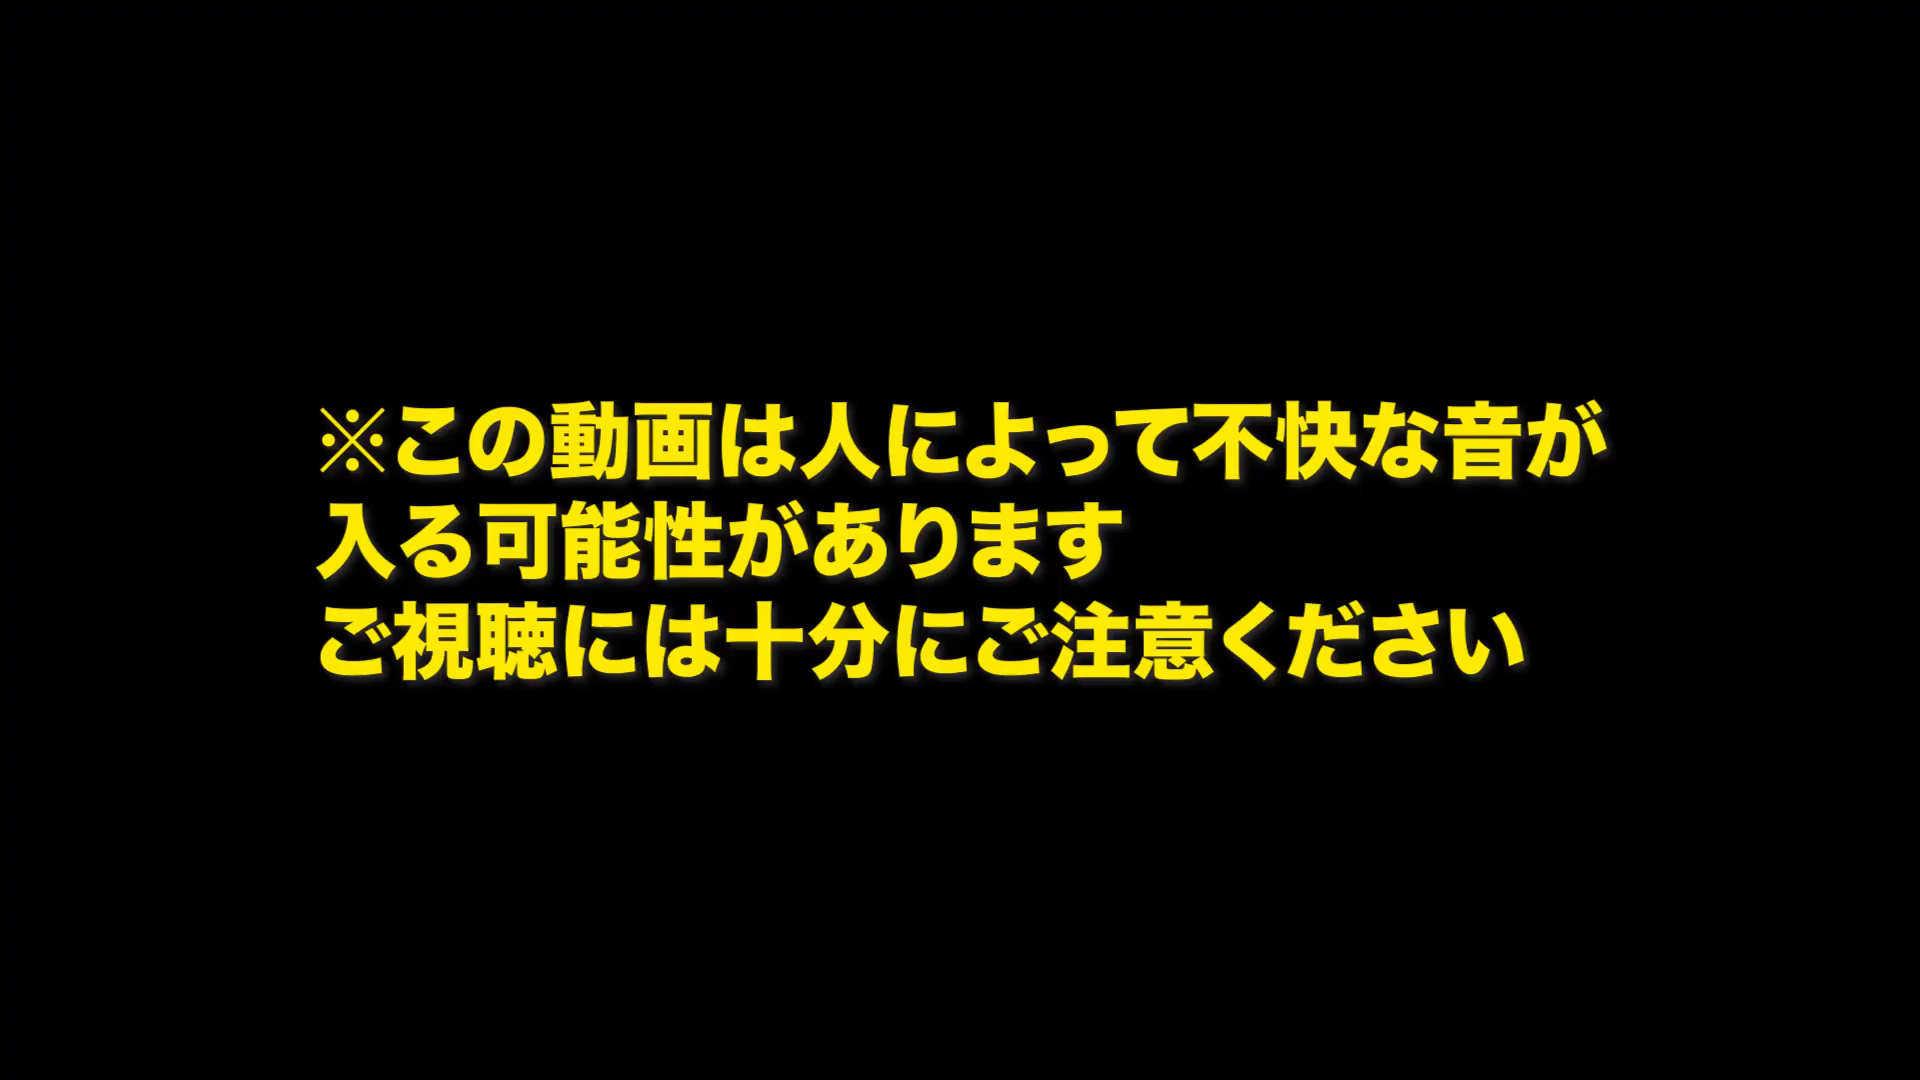 ※この動画は人によって不快な音が
入る可能性があります
ご視聴には十分にご注意ください